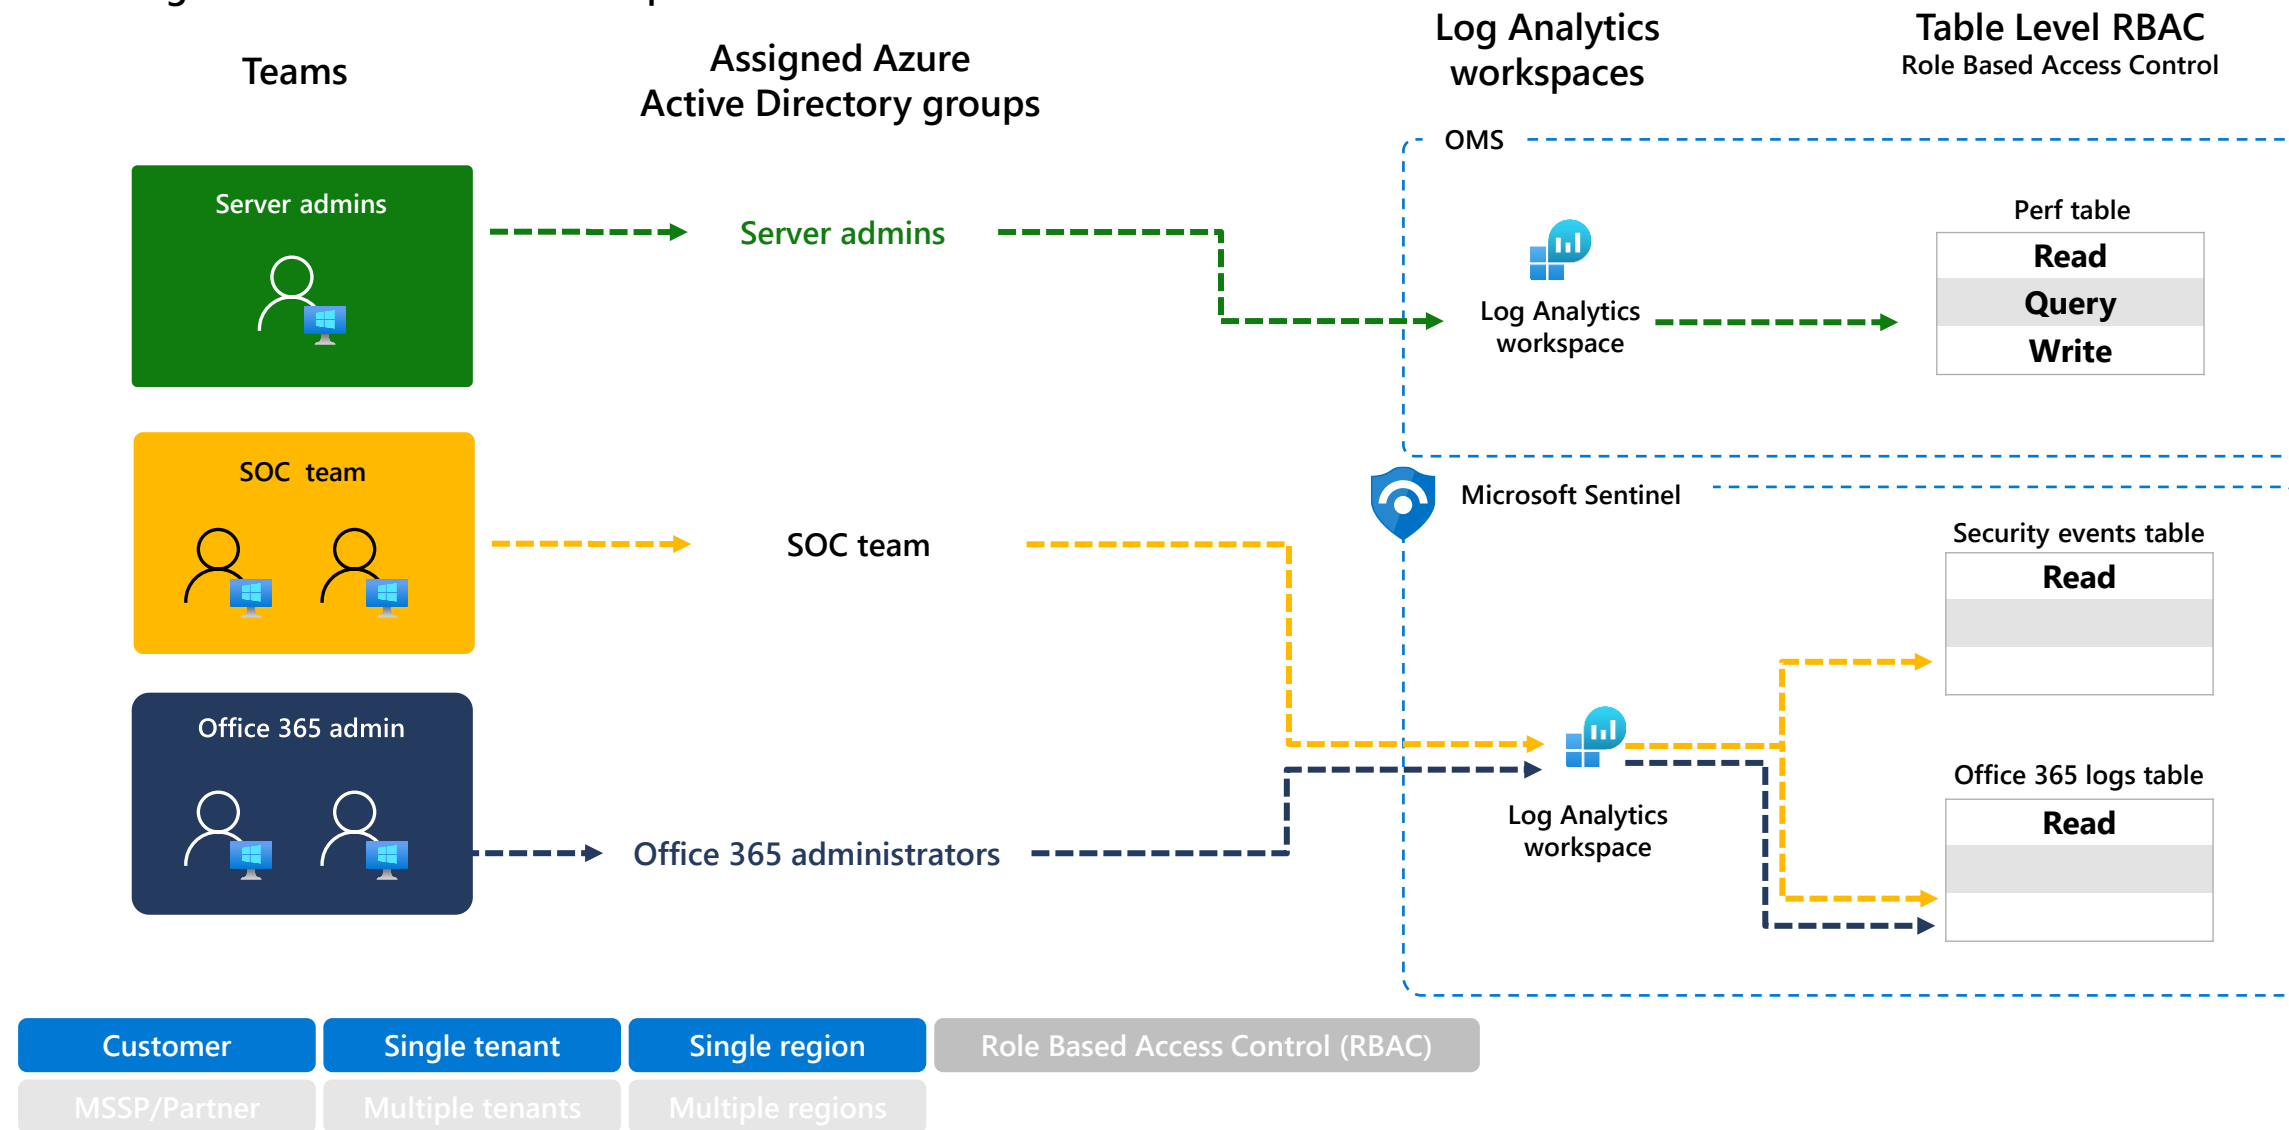 Teams
Assigned Azure
Active Directory groups
Log Analytics
workspaces
Table Level RBAC
Role Based Access Control
OMS
Server admins
Server admins
Log Analytics
workspace
Perf table
Read
Query
Write
SOC  team
SOC team
Microsoft Sentinel
Security events table
Read
Office 365 admin
Office 365 administrators
Log Analytics
workspace
Office 365 logs table
Read
Customer
Single tenant
Single region
Role Based Access Control (RBAC)
MSSP/Partner
Multiple tenants
Multiple regions